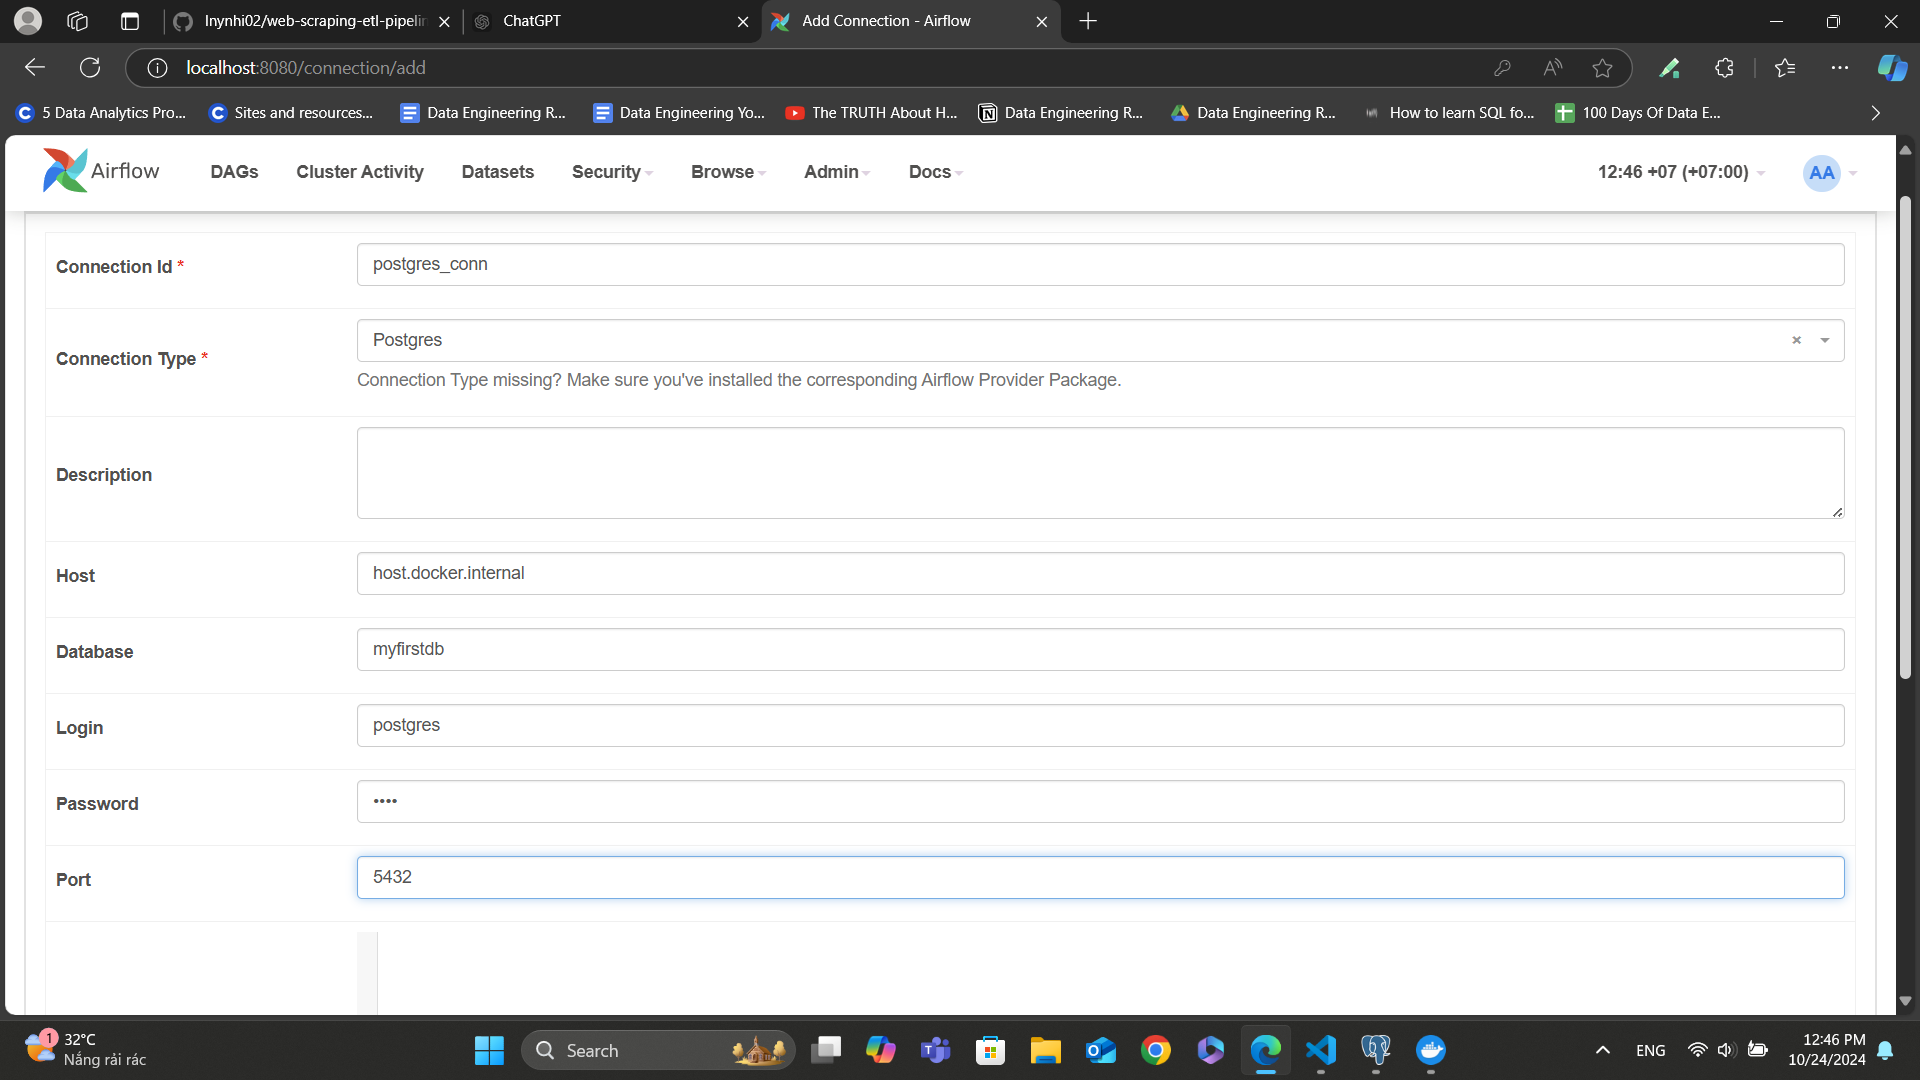 lnynhi02/web-scraping-etl-pipelin
ChatGPT
Add Connection - Airflow
localhost:8080/connection/add
5 Data Analytics Pro...
Sites and resources...
Data Engineering R...
Data Engineering Yo...
The TRUTH About H...
Data Engineering R...
Data Engineering R...
How to learn SQL fo...
100 Days Of Data E...
Airflow
DAGs
Cluster Activity
Datasets
Security
Browse
Admin
Docs
12:46 +07 (+07:00)
AA
Connection Id *
postgres_conn
Connection Type *
Postgres
Connection Type missing? Make sure you've installed the corresponding Airflow Provider Package.
Description
Host
host.docker.internal
Database
myfirstdb
Login
postgres
Password
••••
Port
5432
1
32°C
Nắng rải rác
Search
ENG
12:46 PM
10/24/2024